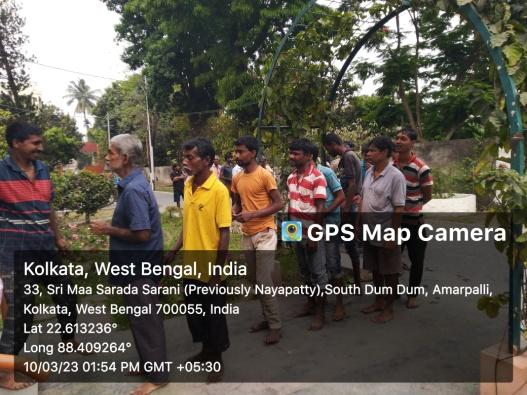 GPS Map Camera
Kolkata, West Bengal, India
33, Sri Maa Sarada Sarani (Previously Nayapatty),South Dum Dum, Amarpalli,
Kolkata, West Bengal 700055, India
Lat 22.613236°
Long 88.409264°
10/03/23 01:54 PM GMT +05:30